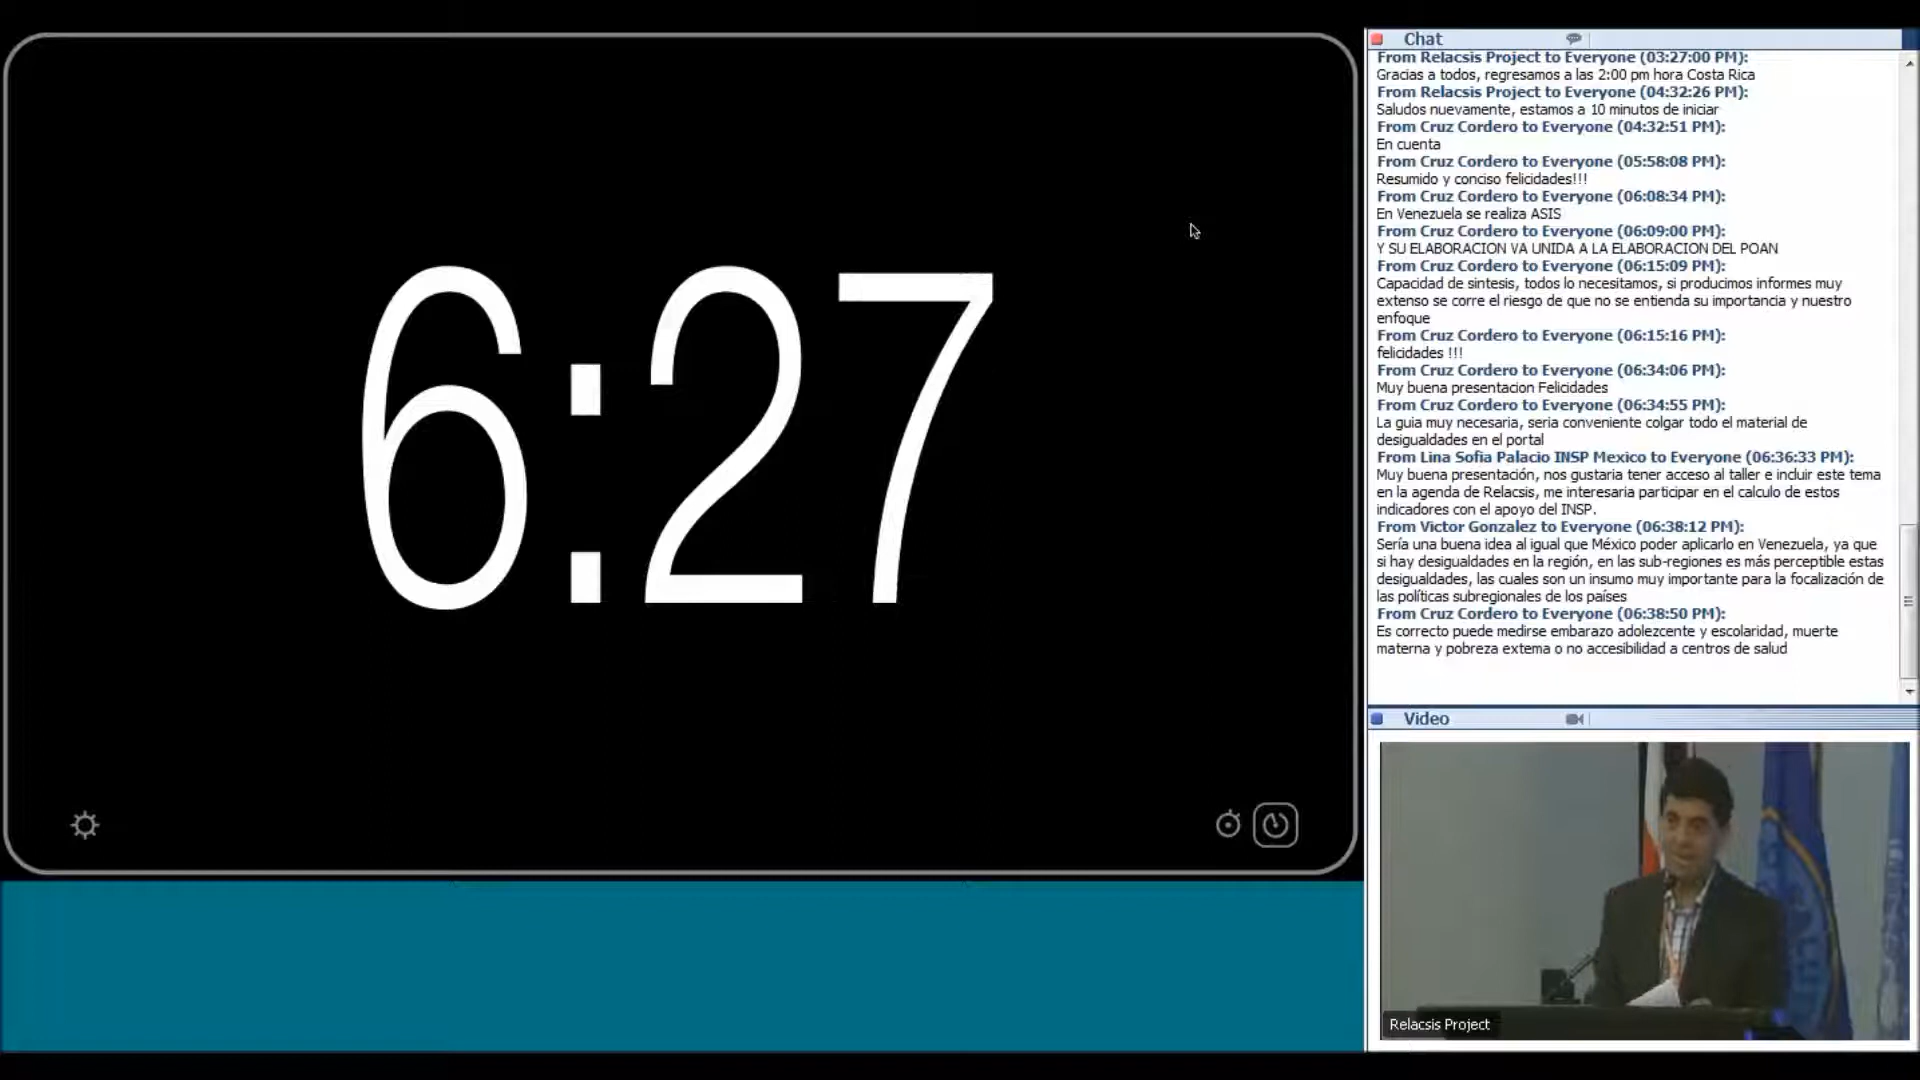 6:27
Chat
From Relacsis Project to Everyone (03:27:00 PM):
Gracias a todos, regresamos a las 2:00 pm hora Costa Rica
From Relacsis Project to Everyone (04:32:26 PM):
Saludos nuevamente, estamos a 10 minutos de iniciar
From Cruz Cordero to Everyone (04:32:51 PM):
En cuenta
From Cruz Cordero to Everyone (05:58:08 PM):
Resumido y conciso felicidades!!!
From Cruz Cordero to Everyone (06:08:34 PM):
En Venezuela se realiza ASIS
From Cruz Cordero to Everyone (06:09:00 PM):
Y SU ELABORACION VA UNIDA A LA ELABORACION DEL POAN
From Cruz Cordero to Everyone (06:15:09 PM):
Capacidad de sintesis, todos lo necesitamos, si producimos informes muy
extenso se corre el riesgo de que no se entienda su importancia y nuestro
enfoque
From Cruz Cordero to Everyone (06:15:16 PM):
felicidades !!!
From Cruz Cordero to Everyone (06:34:06 PM):
Muy buena presentacion Felicidades
From Cruz Cordero to Everyone (06:34:55 PM):
La guia muy necesaria, seria conveniente colgar todo el material de
desigualdades en el portal
From Lina Sofia Palacio INSP Mexico to Everyone (06:36:33 PM):
Muy buena presentación, nos gustaria tener acceso al taller e incluir este tema
en la agenda de Relacsis, me interesaria participar en el calculo de estos
indicadores con el apoyo del INSP.
From Victor Gonzalez to Everyone (06:38:12 PM):
Sería una buena idea al igual que México poder aplicarlo en Venezuela, ya que
si hay desigualdades en la región, en las sub-regiones es más perceptible estas
desigualdades, las cuales son un insumo muy importante para la focalización de
las políticas subregionales de los países
From Cruz Cordero to Everyone (06:38:50 PM):
Es correcto puede medirse embarazo adolezcente y escolaridad, muerte
materna y pobreza extema o no accesibilidad a centros de salud
Video
Relacsis Project